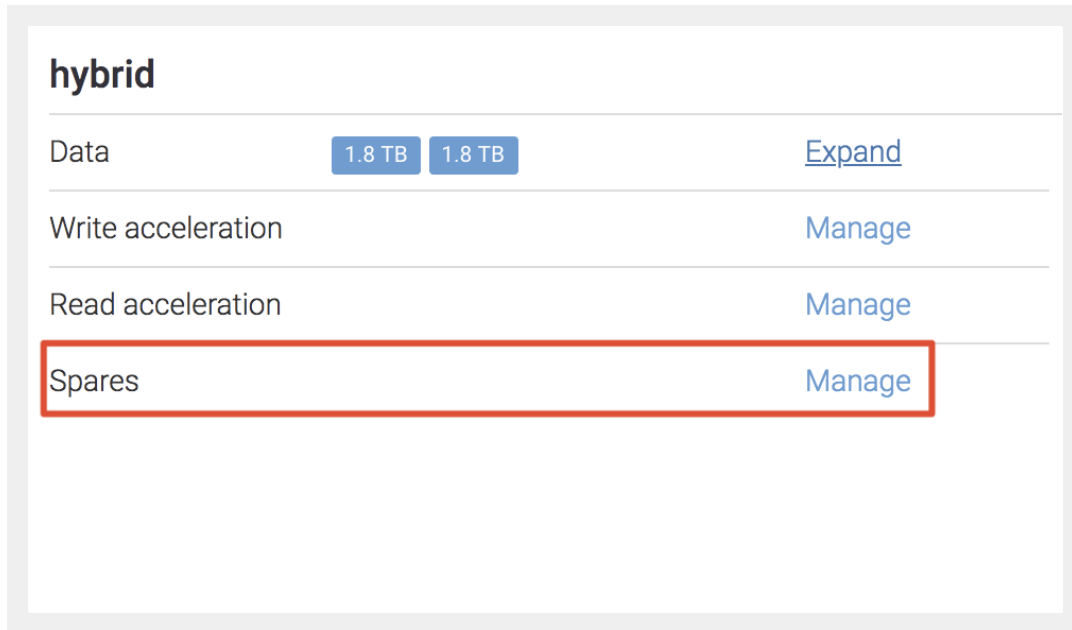 hybrid
Data 1.8 TB 1.8 TB Expand
Write acceleration Manage
Read acceleration Manage
Spares Manage